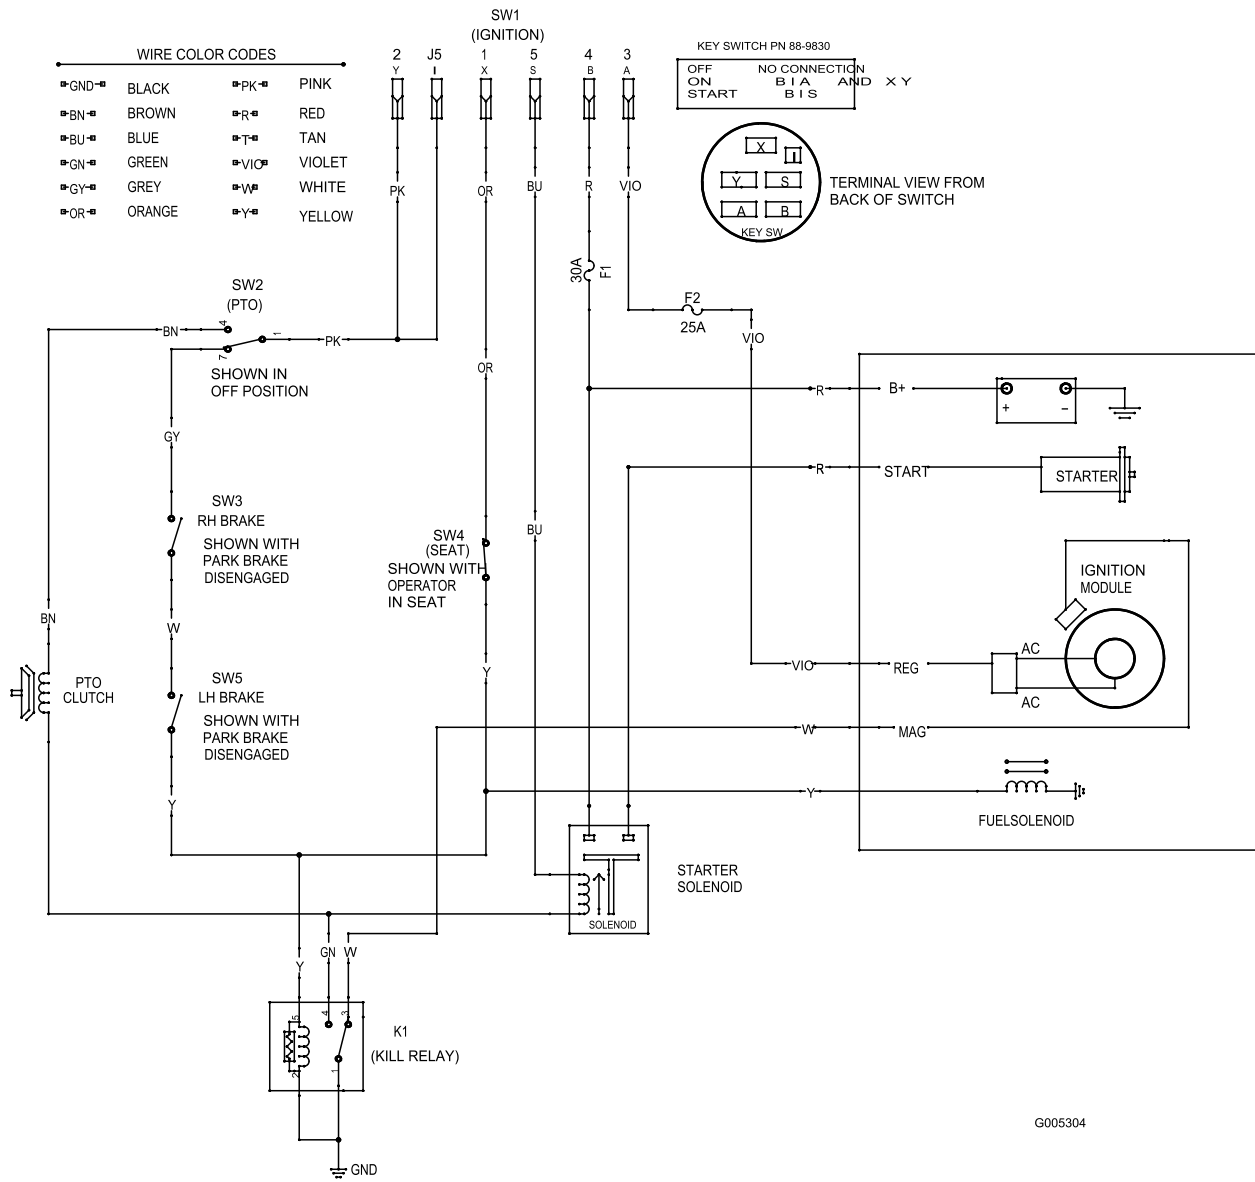 SW1
(IGNITION)
WIRE COLOR CODES
GND BLACK PK PINK
BN BROWN R RED
BU BLUE T TAN
GN GREEN VIO VIOLET
GY GREY W WHITE
OR ORANGE Y YELLOW
2 J5 1 5 4 3
Y I X S B A
PK OR BU R VIO
KEY SWITCH PN 88-9830
OFF NO CONNECTION
ON B I A AND X Y
START B I S
X
I
Y S
A B
KEY SW
TERMINAL VIEW FROM
BACK OF SWITCH
30A
F1
F2
25A
VIO
SW2
(PTO)
BN
4
1
7
PK
SHOWN IN
OFF POSITION
OR
R B+
+ −
GY
R START
STARTER
SW3
RH BRAKE
SHOWN WITH
PARK BRAKE
DISENGAGED
SW4
(SEAT)
SHOWN WITH
OPERATOR
IN SEAT
BU
IGNITION
MODULE
BN
W
PTO
CLUTCH
SW5
LH BRAKE
SHOWN WITH
PARK BRAKE
DISENGAGED
Y
VIO REG
AC
AC
W MAG
Y
Y
FUELSOLENOID
STARTER
SOLENOID
SOLENOID
Y
GN W
5
4
3
2
1
K1
(KILL RELAY)
GND
G005304